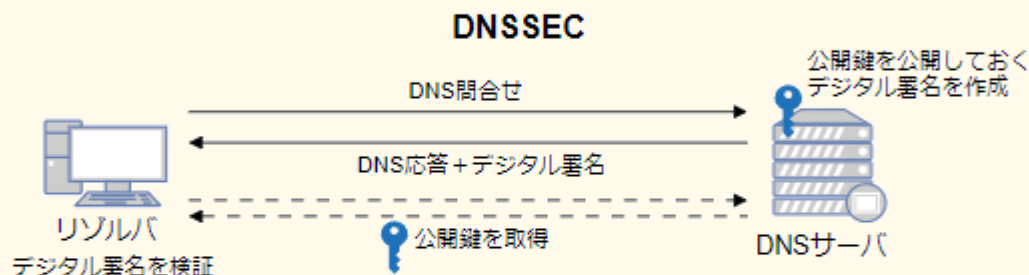 DNSSEC
公開鍵を公開しておく
デジタル署名を作成
DNS問合せ
DNS応答+デジタル署名
公開鍵を取得
リゾルバ
デジタル署名を検証
DNSサーバ